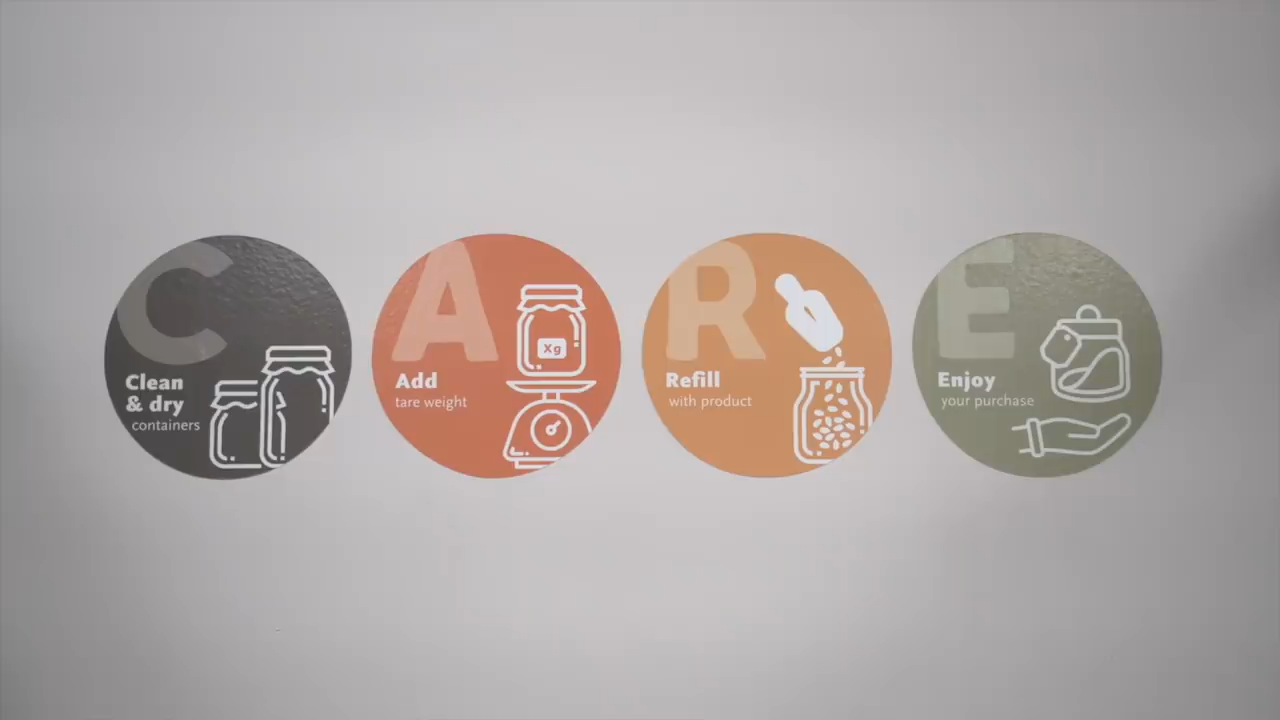 C
Clean
& dry
containers
A
Add
tare weight
Xg
R
Refill
with product
E
Enjoy
your purchase